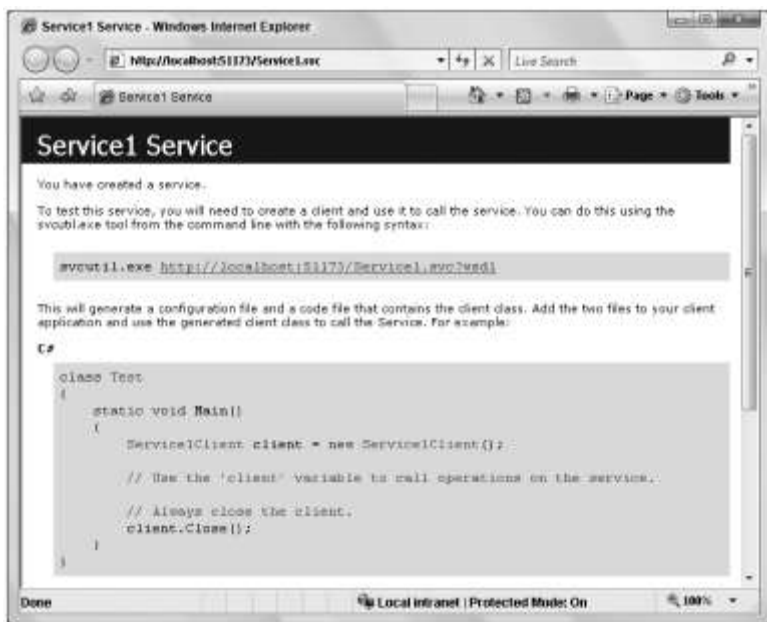 Service1 Service - Windows Internet Explorer
http://localhost:51173/Service1.svc
Live Search
Service1 Service
Page
Tools
Service1 Service
You have created a service.
To test this service, you will need to create a client and use it to call the service. You can do this using the
svcutil.exe tool from the command line with the following syntax:
svcutil.exe http://localhost:51173/Service1.svc?wsdl
This will generate a configuration file and a code file that contains the client class. Add the two files to your client
application and use the generated client class to call the Service. For example:
C#
class Test
{
static void Main()
{
Service1Client client = new Service1Client();
// Use the 'client' variable to call operations on the service.
// Always close the client.
client.Close();
}
}
Done
Local intranet | Protected Mode: On
100%